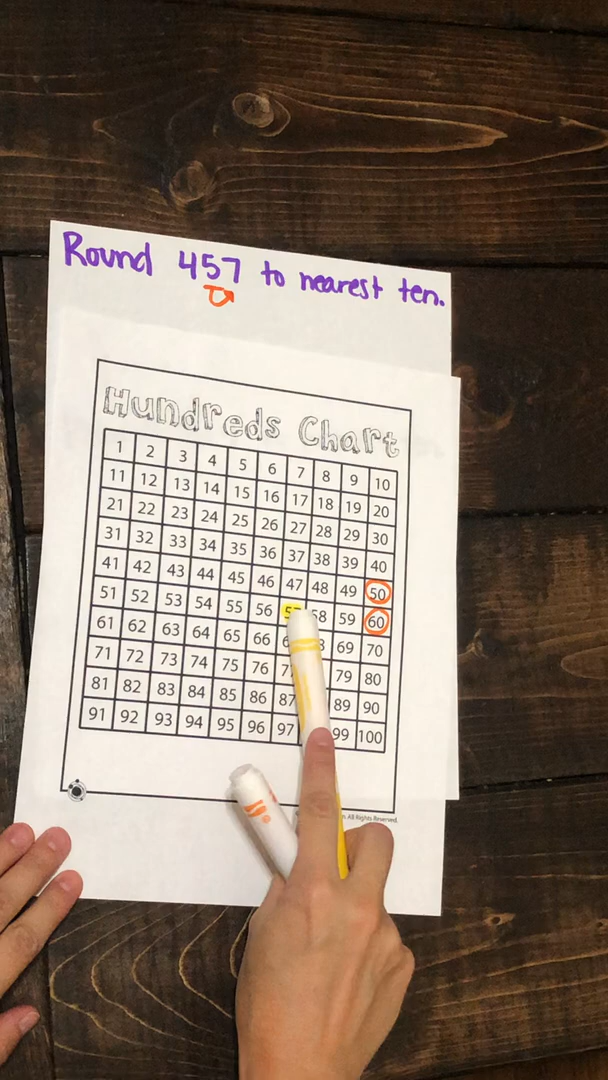 Round 457 to nearest ten.
Hundreds Chart
1 2 3 4 5 6 7 8 9 10
11 12 13 14 15 16 17 18 19 20
21 22 23 24 25 26 27 28 29 30
31 32 33 34 35 36 37 38 39 40
41 42 43 44 45 46 47 48 49 50
51 52 53 54 55 56 57 59 60
61 62 63 64 65 66 69 70
71 72 73 74 75 76 79 80
81 82 83 84 85 86 87 89 90
91 92 93 94 95 96 97 99 100
All Rights Reserved.